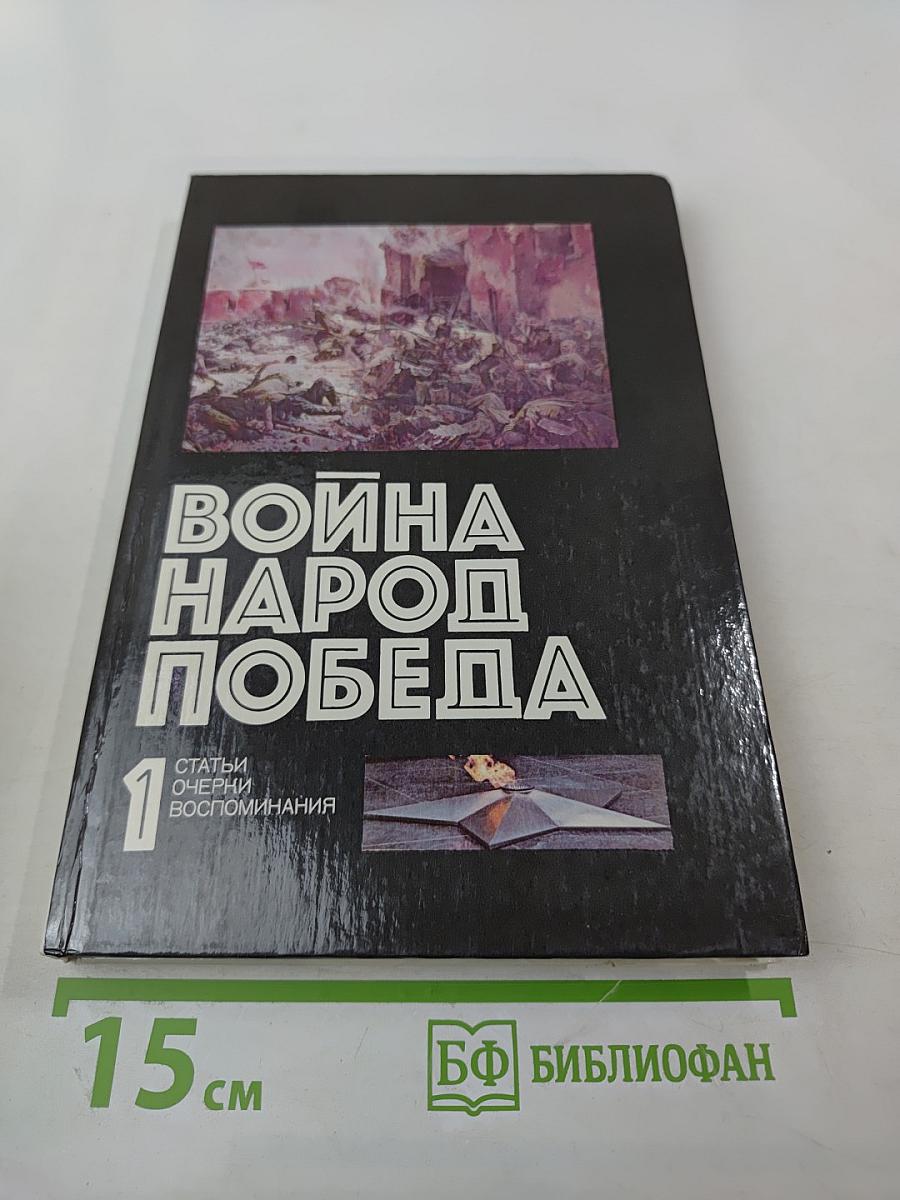 ВОЙНА
НАРОД
ПОБЕДА
1
СТАТЬИ
ОЧЕРКИ
ВОСПОМИНАНИЯ
15 см
БФ БИБЛИОФАН